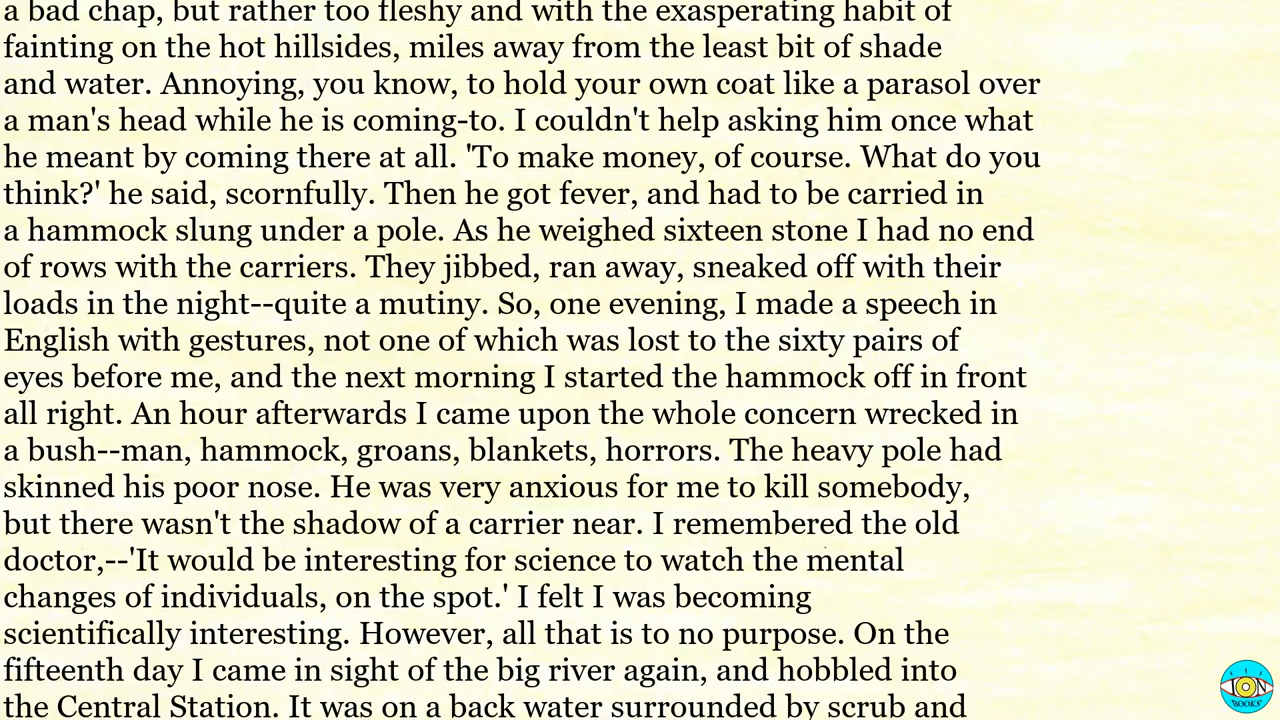 a bad chap, but rather too fleshy and with the exasperating habit of
fainting on the hot hillsides, miles away from the least bit of shade
and water. Annoying, you know, to hold your own coat like a parasol over
a man's head while he is coming-to. I couldn't help asking him once what
he meant by coming there at all. 'To make money, of course. What do you
think?' he said, scornfully. Then he got fever, and had to be carried in
a hammock slung under a pole. As he weighed sixteen stone I had no end
of rows with the carriers. They jibbed, ran away, sneaked off with their
loads in the night--quite a mutiny. So, one evening, I made a speech in
English with gestures, not one of which was lost to the sixty pairs of
eyes before me, and the next morning I started the hammock off in front
all right. An hour afterwards I came upon the whole concern wrecked in
a bush--man, hammock, groans, blankets, horrors. The heavy pole had
skinned his poor nose. He was very anxious for me to kill somebody,
but there wasn't the shadow of a carrier near. I remembered the old
doctor,--'It would be interesting for science to watch the mental
changes of individuals, on the spot.' I felt I was becoming
scientifically interesting. However, all that is to no purpose. On the
fifteenth day I came in sight of the big river again, and hobbled into
the Central Station. It was on a back water surrounded by scrub and
ION
BOOKS